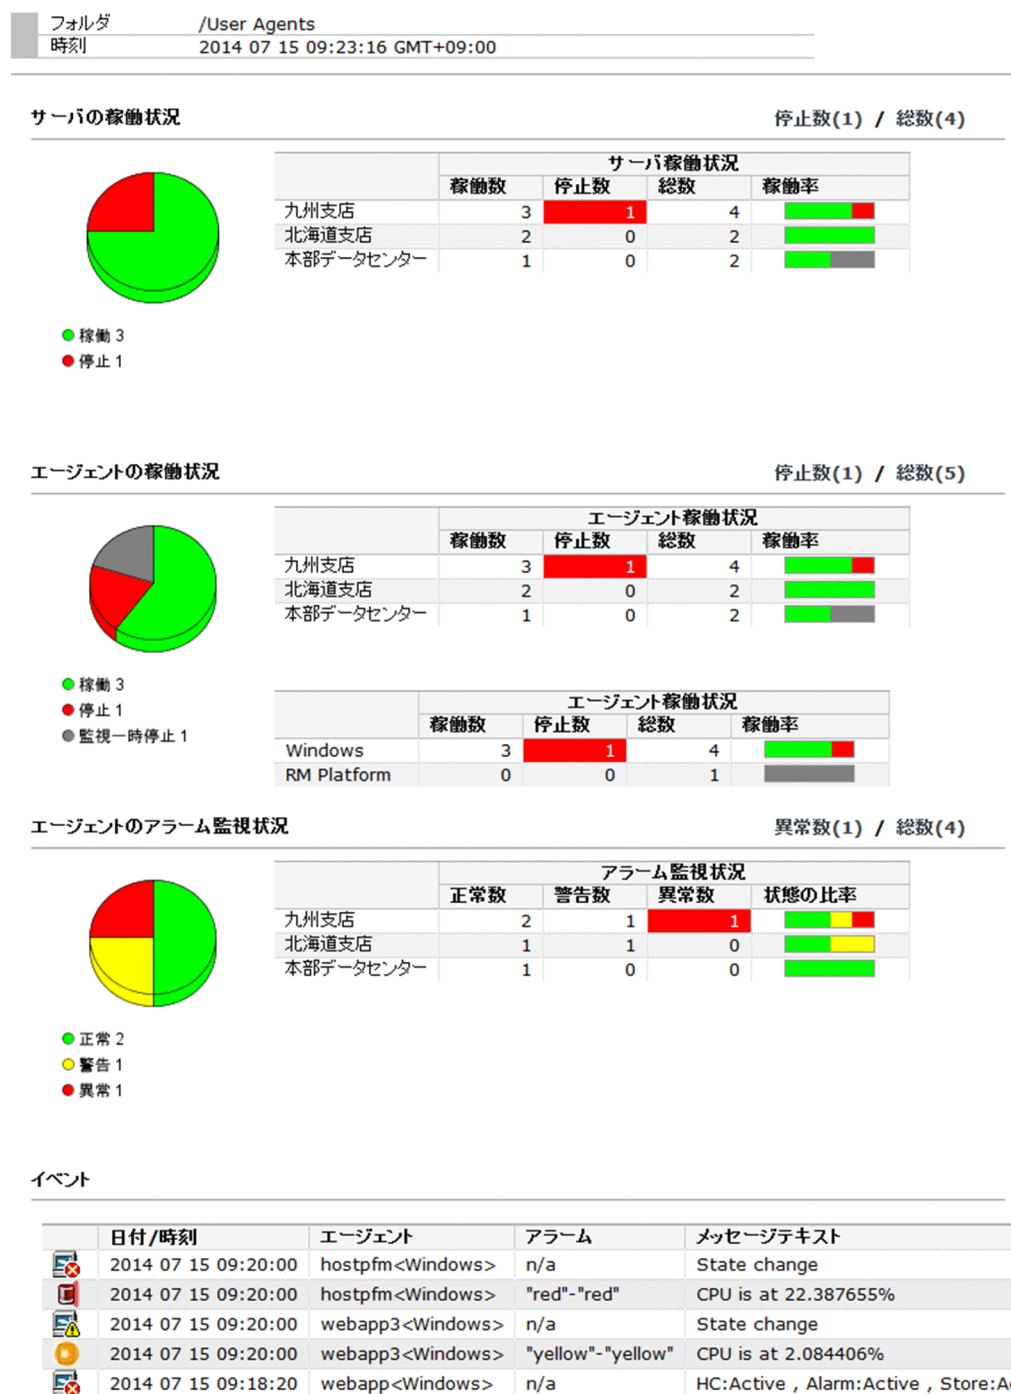 フォルダ /User Agents
時刻 2014 07 15 09:23:16 GMT+09:00
サーバの稼働状況 停止数(1) / 総数(4)
サーバ稼働状況
稼働数 停止数 総数 稼働率
九州支店 3 1 4
北海道支店 2 0 2
本部データセンター 1 0 2
稼働 3
停止 1
エージェントの稼働状況 停止数(1) / 総数(5)
エージェント稼働状況
稼働数 停止数 総数 稼働率
九州支店 3 1 4
北海道支店 2 0 2
本部データセンター 1 0 2
稼働 3
停止 1
監視一時停止 1
エージェント稼働状況
稼働数 停止数 総数 稼働率
Windows 3 1 4
RM Platform 0 0 1
エージェントのアラーム監視状況 異常数(1) / 総数(4)
アラーム監視状況
正常数 警告数 異常数 状態の比率
九州支店 2 1 1
北海道支店 1 1 0
本部データセンター 1 0 0
正常 2
警告 1
異常 1
イベント
日付/時刻 エージェント アラーム メッセージテキスト
2014 07 15 09:20:00 hostpfm<Windows> n/a State change
2014 07 15 09:20:00 hostpfm<Windows> "red"-"red" CPU is at 22.387655%
2014 07 15 09:20:00 webapp3<Windows> n/a State change
2014 07 15 09:20:00 webapp3<Windows> "yellow"-"yellow" CPU is at 2.084406%
2014 07 15 09:18:20 webapp<Windows> n/a HC:Active , Alarm:Active , Store:A